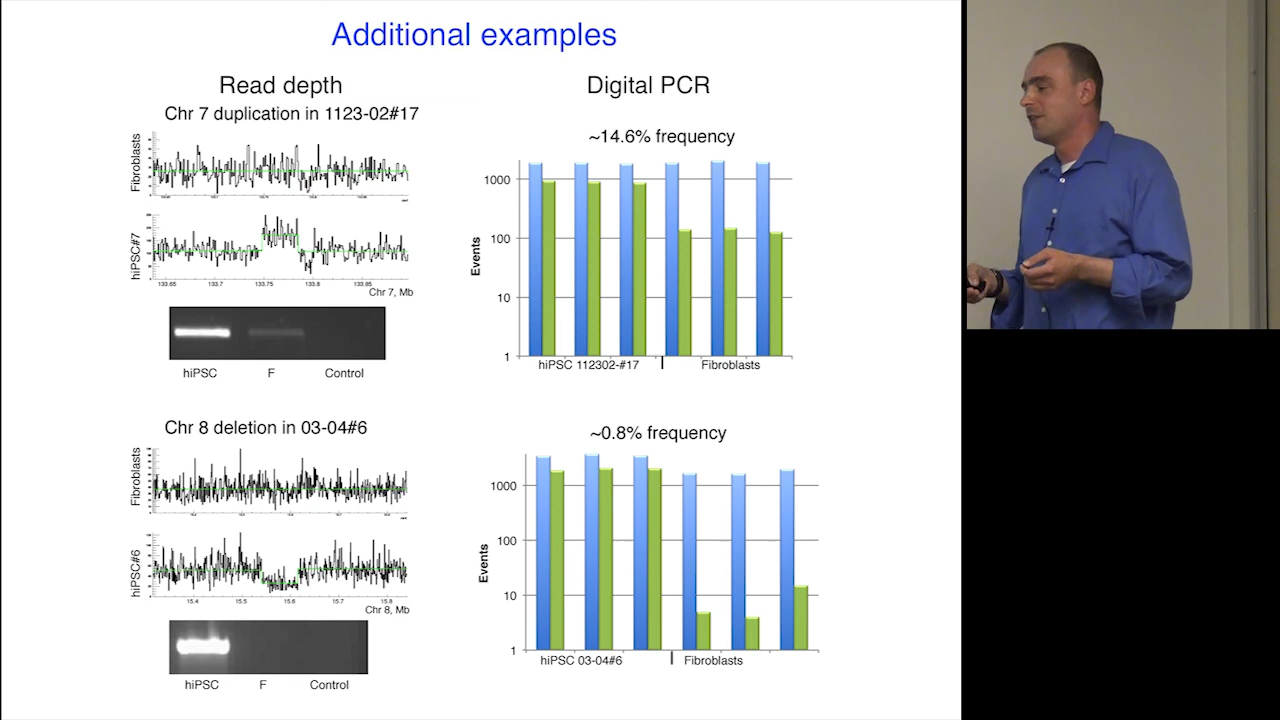 Additional examples
Read depth
Chr 7 duplication in 1123-02#17
Fibroblasts
hiPSC#7
133.65 133.7 133.75 133.8 133.85
Chr 7, Mb
hiPSC F Control
Chr 8 deletion in 03-04#6
Fibroblasts
hiPSC#6
15.4 15.5 15.6 15.7 15.8
Chr 8, Mb
hiPSC F Control
Digital PCR
~14.6% frequency
Events
1000
100
10
1
hiPSC 112302-#17 Fibroblasts
~0.8% frequency
Events
1000
100
10
1
hiPSC 03-04#6 Fibroblasts